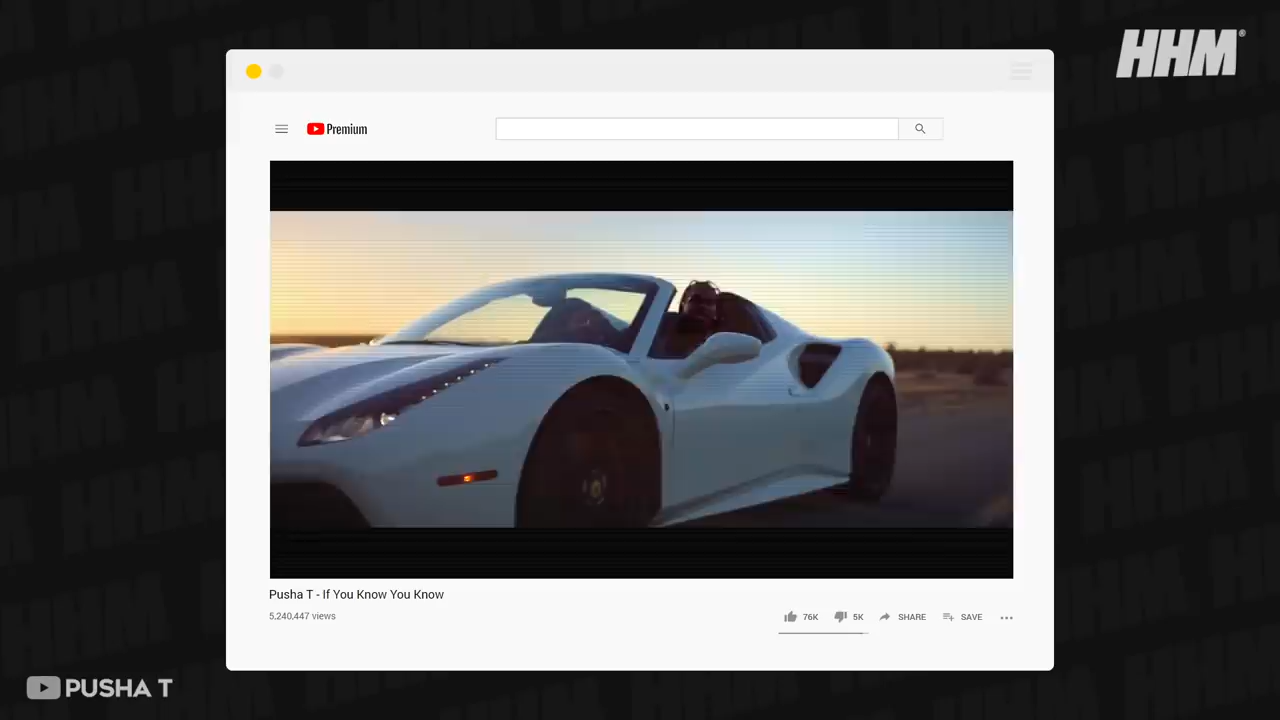 HHM®
Premium
Pusha T - If You Know You Know
5,240,447 views
76K
5K
SHARE
SAVE
PUSHA T